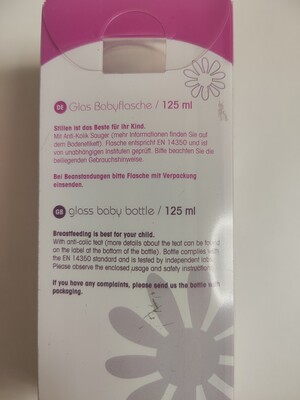 DE Glas Babyflasche / 125 ml
Stillen ist das Beste für Ihr Kind.
Mit Anti-Kolik Sauger (mehr Informationen finden Sie auf
dem Bodenetikett). Flasche entspricht EN 14350 und ist
von unabhängigen Instituten geprüft. Bitte beachten Sie die
beiliegenden Gebrauchshinweise.
Bei Beanstandungen bitte Flasche mit Verpackung
einsenden.
GB glass baby bottle / 125 ml
Breastfeeding is best for your child.
With anti-colic teat (more details about the teat can be found
on the label at the bottom of the bottle). Bottle complies with
the EN 14350 standard and is tested by independent labs.
Please observe the enclosed usage and safety instructions.
If you have any complaints, please send us the bottle with
packaging.